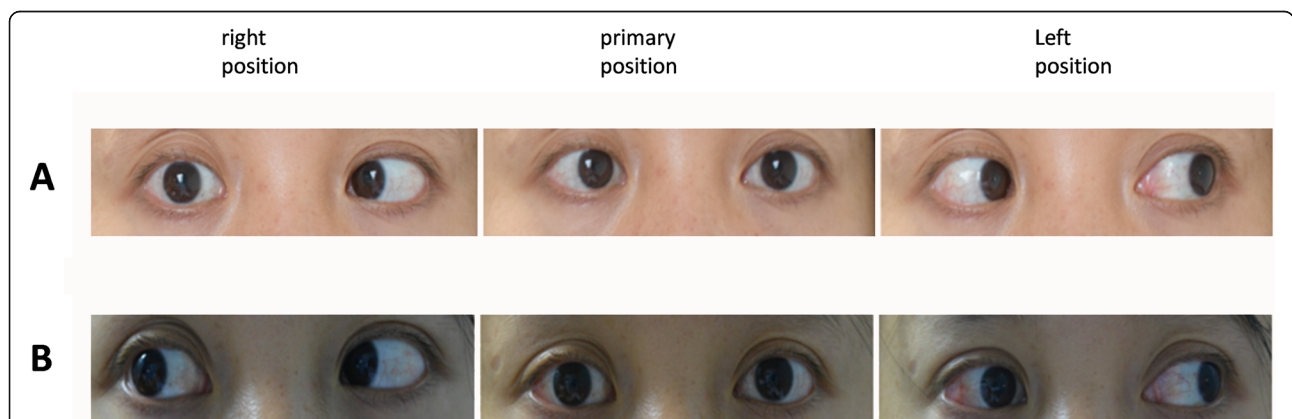 right
position
primary
position
Left
position
A
B